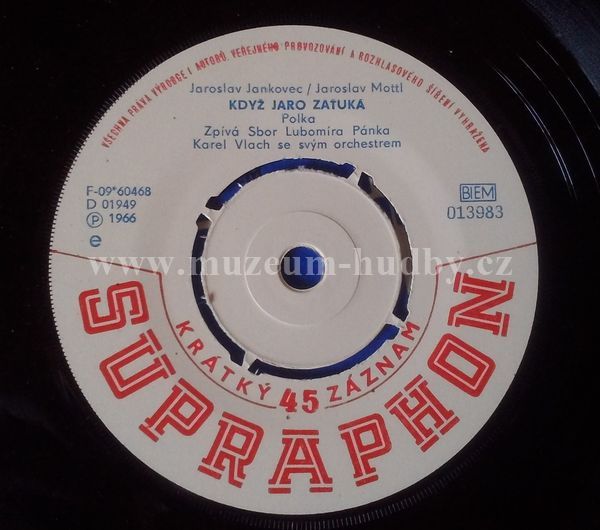 VŠECHNA PRÁVA VÝROBCE I AUTORŮ, VEŘEJNÉHO PROVOZOVÁNÍ A ROZHLASOVÉHO ŠÍŘENÍ VYHRAŽENA
Jaroslav Jankovec / Jaroslav Mottl
KDYŽ JARO ZAŤUKÁ
Polka
Zpívá Sbor Lubomíra Pánka
Karel Vlach se svým orchestrem
F-09*60468
D 01949
Ⓟ 1966
e
BIEM
013983
www.muzeum-hudby.cz
KRÁTKÝ 45 ZÁZNAM
SUPRAPHON